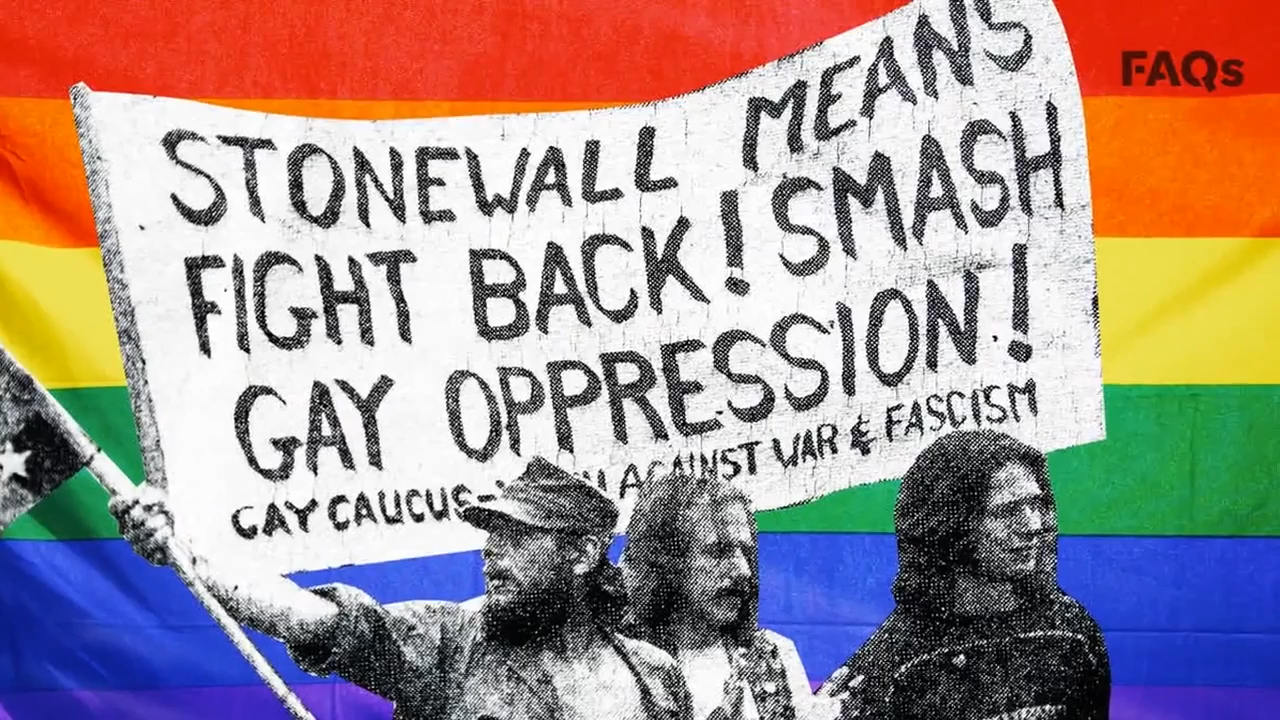 FAQs
STONEWALL MEANS
FIGHT BACK! SMASH
GAY OPPRESSION!
GAY CAUCUS- AGAINST WAR & FASCISM